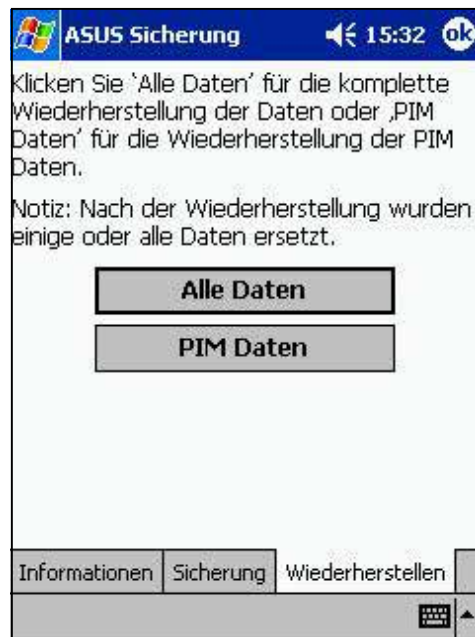 ASUS Sicherung 15:32 ok
Klicken Sie `Alle Daten´ für die komplette
Wiederherstellung der Daten oder ‚PIM
Daten´ für die Wiederherstellung der PIM
Daten.
Notiz: Nach der Wiederherstellung wurden
einige oder alle Daten ersetzt.
Alle Daten
PIM Daten
Informationen Sicherung Wiederherstellen